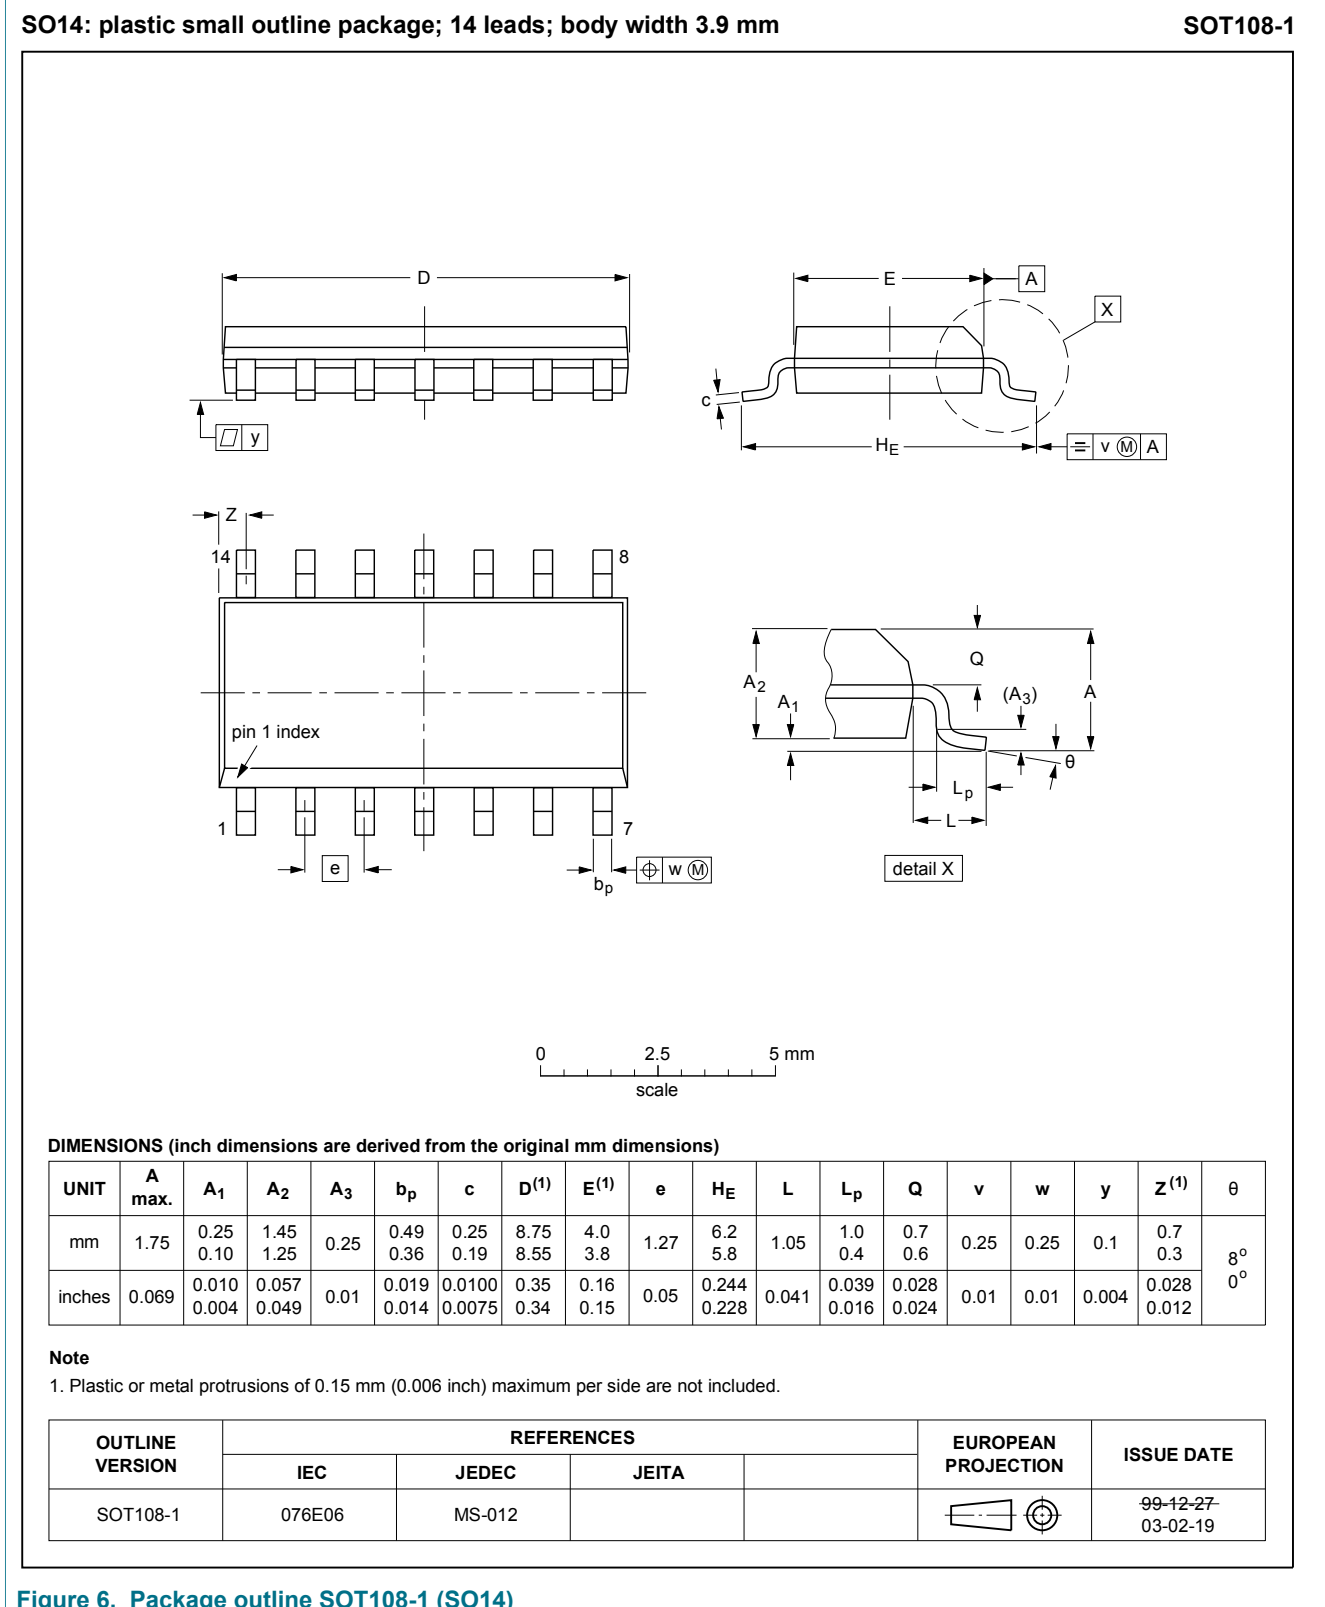 SO14: plastic small outline package; 14 leads; body width 3.9 mm
SOT108-1
D
E
A
X
c
y
HE
v M A
Z
14
8
pin 1 index
1
7
e
bp
w M
A2
A1
Q
(A3)
A
θ
Lp
L
detail X
0 2.5 5 mm
scale
DIMENSIONS (inch dimensions are derived from the original mm dimensions)
UNIT A max. A1 A2 A3 bp c D(1) E(1) e HE L Lp Q v w y Z(1) θ
mm 1.75 0.25 0.10 1.45 1.25 0.25 0.49 0.36 0.25 0.19 8.75 8.55 4.0 3.8 1.27 6.2 5.8 1.05 1.0 0.4 0.7 0.6 0.25 0.25 0.1 0.7 0.3 8° 0°
inches 0.069 0.010 0.004 0.057 0.049 0.01 0.019 0.014 0.0100 0.0075 0.35 0.34 0.16 0.15 0.05 0.244 0.228 0.041 0.039 0.016 0.028 0.024 0.01 0.01 0.004 0.028 0.012
Note
1. Plastic or metal protrusions of 0.15 mm (0.006 inch) maximum per side are not included.
OUTLINE VERSION REFERENCES EUROPEAN PROJECTION ISSUE DATE
IEC JEDEC JEITA
SOT108-1 076E06 MS-012 99-12-27
03-02-19
Figure 6. Package outline SOT108-1 (SO14)